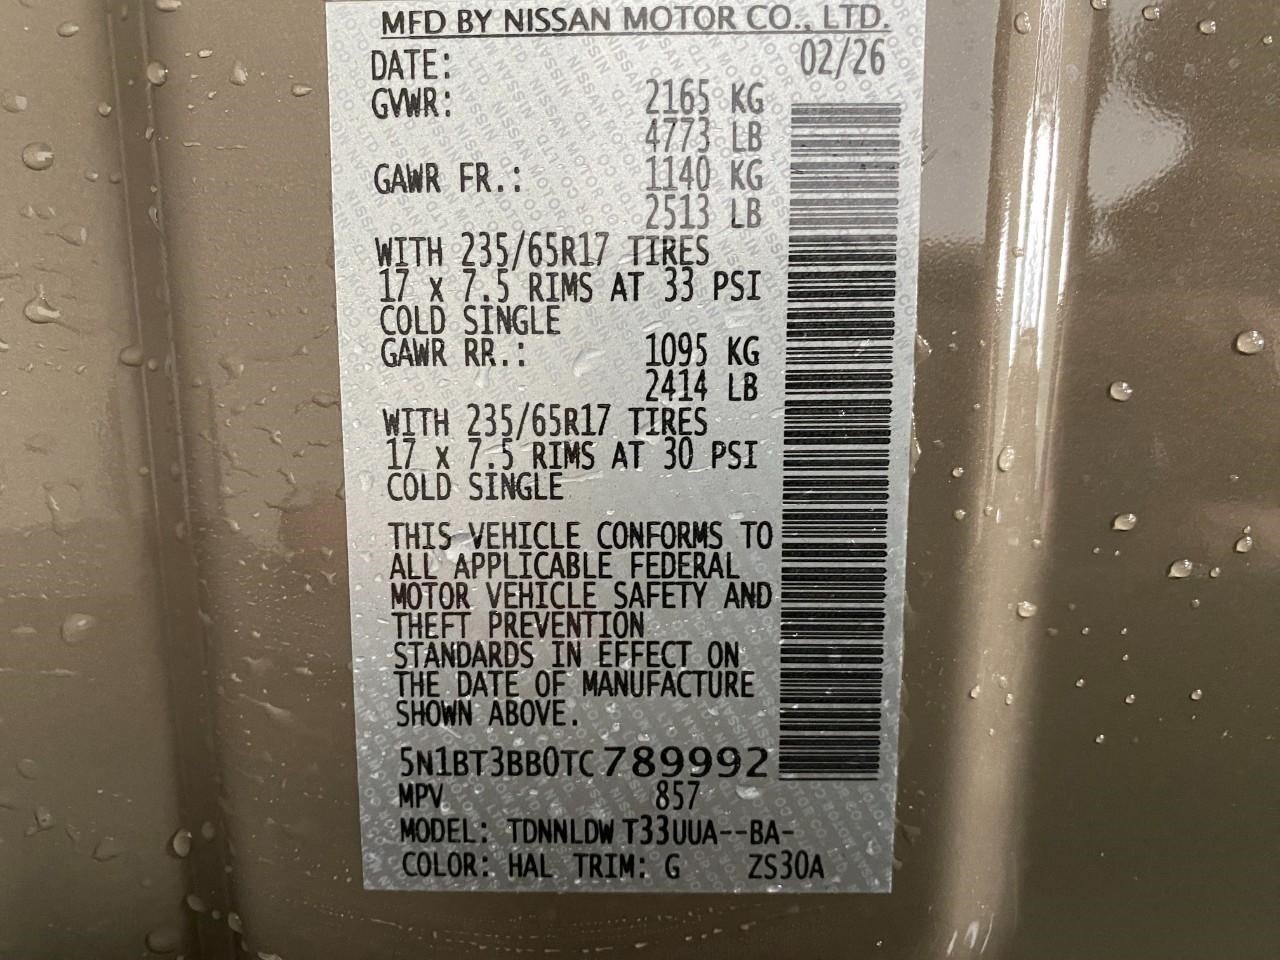 MFD BY NISSAN MOTOR CO., LTD.
DATE: 02/26
GVWR: 2165 KG
4773 LB
GAWR FR.: 1140 KG
2513 LB
WITH 235/65R17 TIRES
17 x 7.5 RIMS AT 33 PSI
COLD SINGLE
GAWR RR.: 1095 KG
2414 LB
WITH 235/65R17 TIRES
17 x 7.5 RIMS AT 30 PSI
COLD SINGLE
THIS VEHICLE CONFORMS TO
ALL APPLICABLE FEDERAL
MOTOR VEHICLE SAFETY AND
THEFT PREVENTION
STANDARDS IN EFFECT ON
THE DATE OF MANUFACTURE
SHOWN ABOVE.
5N1BT3BB0TC789992
MPV 857
MODEL: TDNNLDW T33UUA--BA-
COLOR: HAL TRIM: G ZS30A